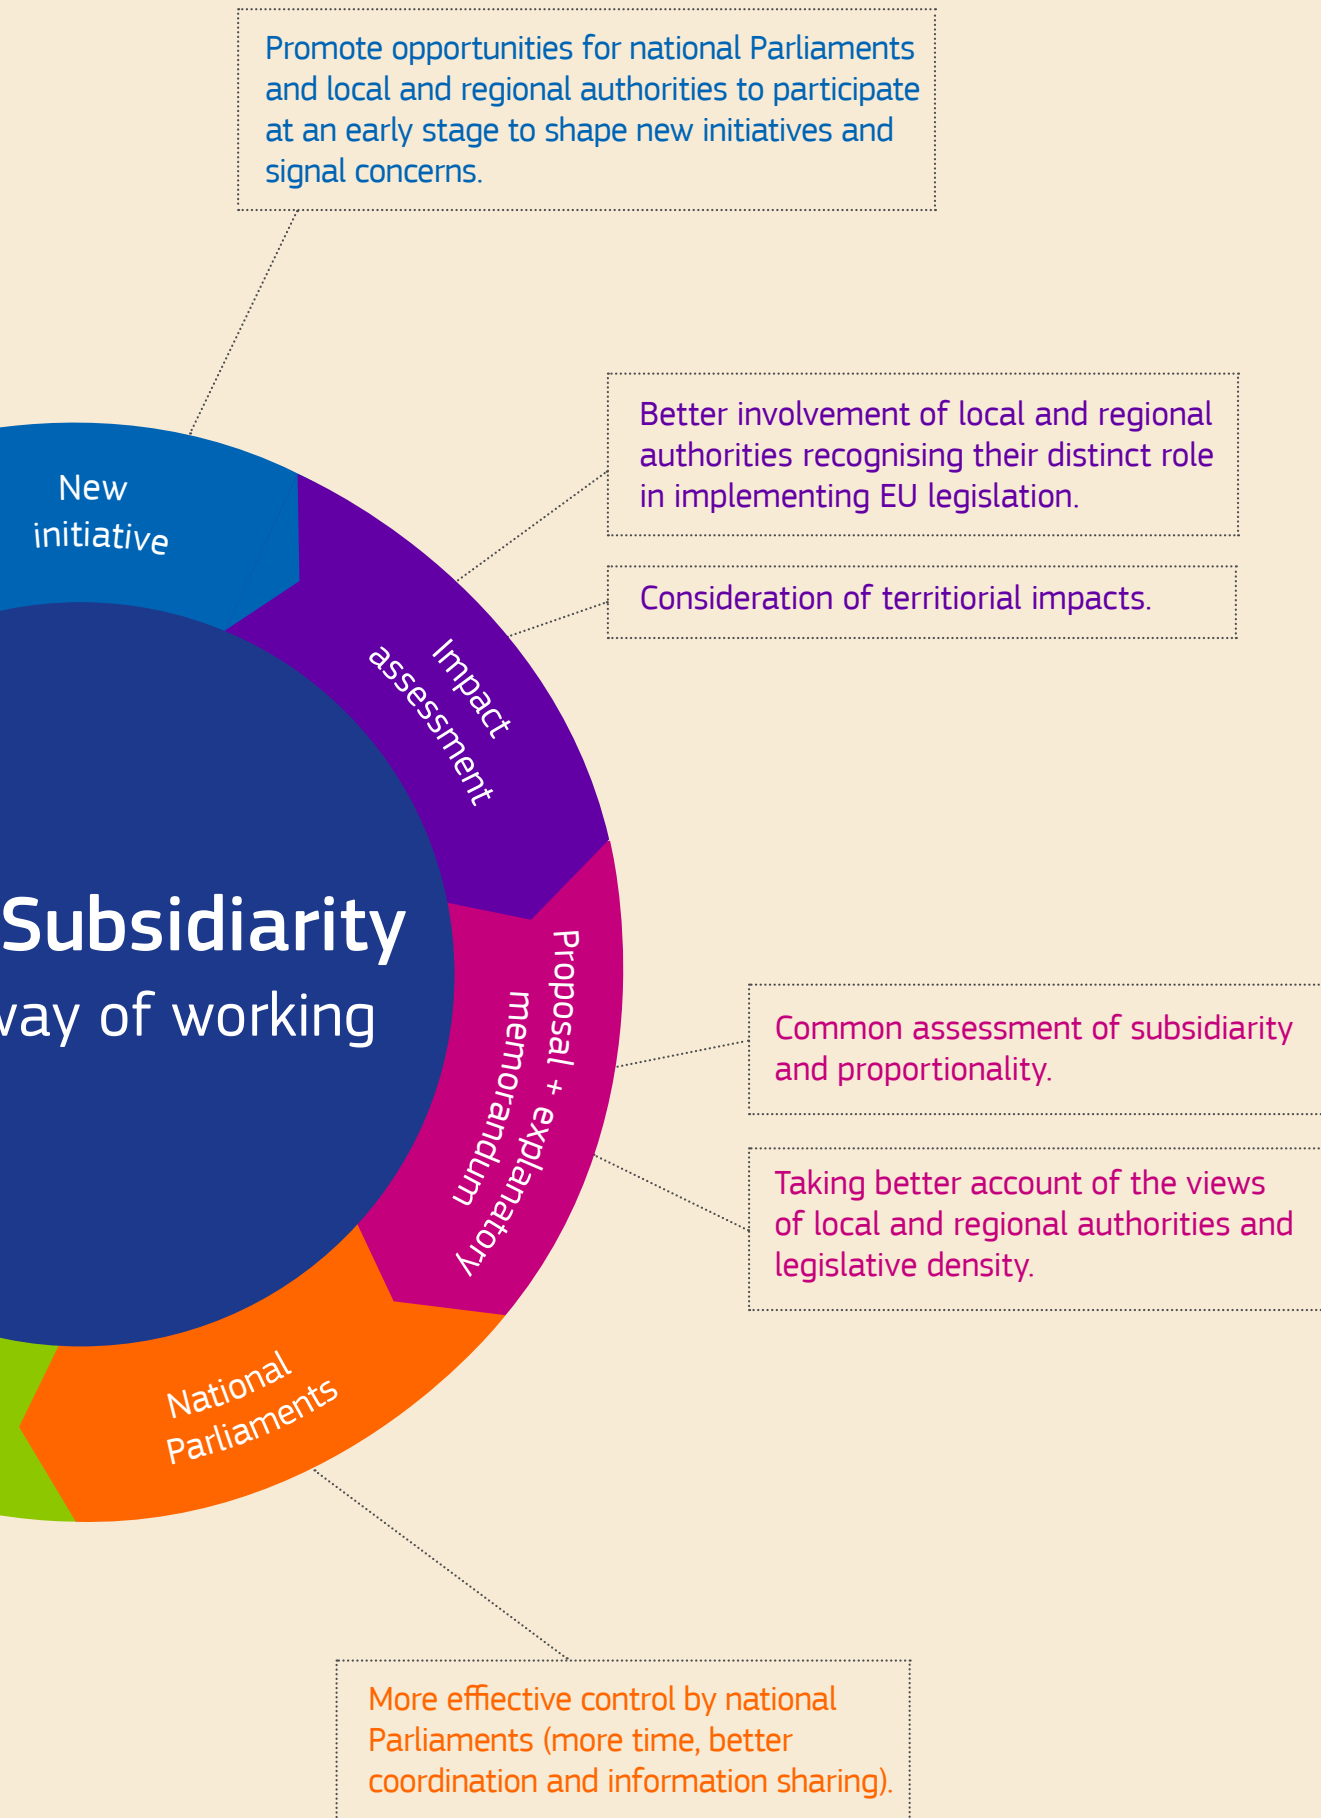 Promote opportunities for national Parliaments
and local and regional authorities to participate
at an early stage to shape new initiatives and
signal concerns.
New
initiative
Better involvement of local and regional
authorities recognising their distinct role
in implementing EU legislation.
Consideration of territiorial impacts.
Impact
assessment
Subsidiarity
way of working
Proposal + explanatory
memorandum
Common assessment of subsidiarity
and proportionality.
Taking better account of the views
of local and regional authorities and
legislative density.
National
Parliaments
More effiective control by national
Parliaments (more time, better
coordination and information sharing).